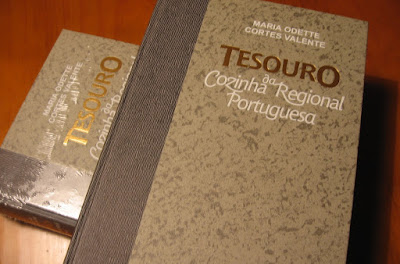 MARIA ODETTE
CORTES VALENTE
TESOURO
da
Cozinha Regional
Portuguesa
MARIA ODETTE
CORTES VALENTE
TESOURO